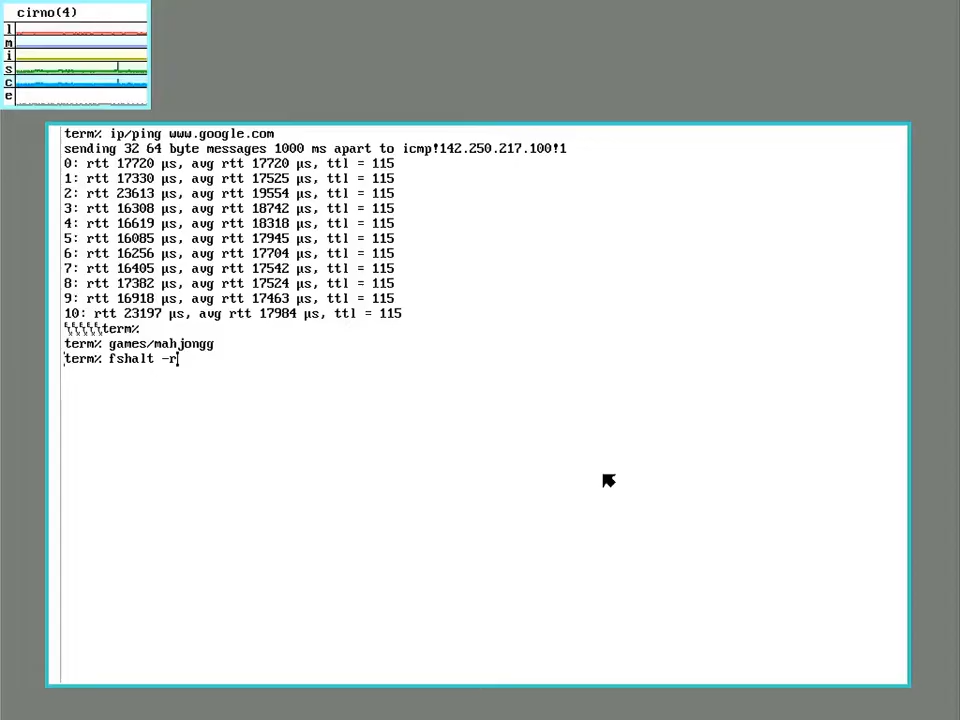 cirno(4)
l
m
i
s
c
e
term% ip/ping www.google.com
sending 32 64 byte messages 1000 ms apart to icmp!142.250.217.100!1
0: rtt 17720 µs, avg rtt 17720 µs, ttl = 115
1: rtt 17330 µs, avg rtt 17525 µs, ttl = 115
2: rtt 23613 µs, avg rtt 19554 µs, ttl = 115
3: rtt 16308 µs, avg rtt 18742 µs, ttl = 115
4: rtt 16619 µs, avg rtt 18318 µs, ttl = 115
5: rtt 16085 µs, avg rtt 17945 µs, ttl = 115
6: rtt 16256 µs, avg rtt 17704 µs, ttl = 115
7: rtt 16405 µs, avg rtt 17542 µs, ttl = 115
8: rtt 17382 µs, avg rtt 17524 µs, ttl = 115
9: rtt 16918 µs, avg rtt 17463 µs, ttl = 115
10: rtt 23197 µs, avg rtt 17984 µs, ttl = 115
term%
term% games/mahjongg
term% fshalt -r